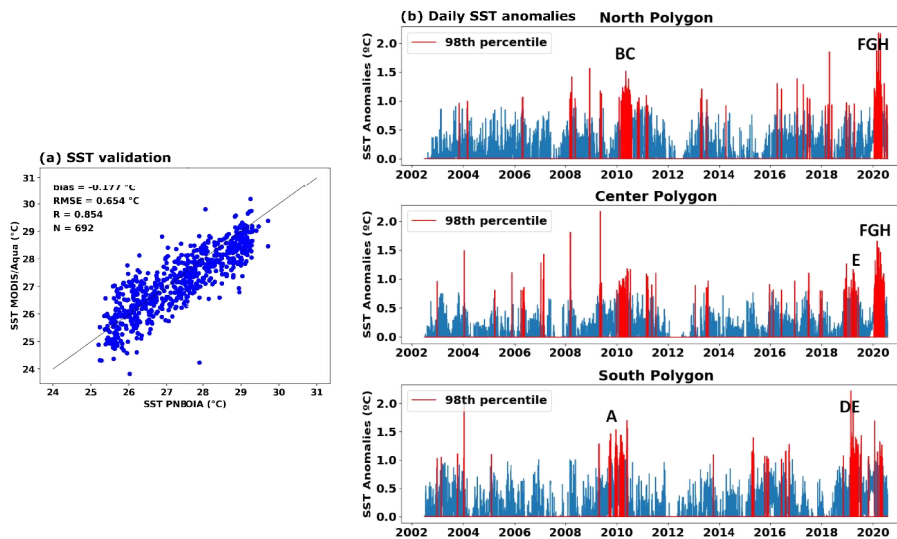 (a) SST validation
bias = -0.177 °C
RMSE = 0.654 °C
R = 0.854
N = 692
SST MODIS/Aqua (°C)
31
30
29
28
27
26
25
24
24 25 26 27 28 29 30 31
SST PNBOIA (°C)
(b) Daily SST anomalies
North Polygon
98th percentile
BC
FGH
SST Anomalies (ºC)
2.0
1.5
1.0
0.5
0.0
2002 2004 2006 2008 2010 2012 2014 2016 2018 2020
Center Polygon
98th percentile
E
FGH
SST Anomalies (ºC)
2.0
1.5
1.0
0.5
0.0
2002 2004 2006 2008 2010 2012 2014 2016 2018 2020
South Polygon
98th percentile
A
DE
SST Anomalies (ºC)
2.0
1.5
1.0
0.5
0.0
2002 2004 2006 2008 2010 2012 2014 2016 2018 2020